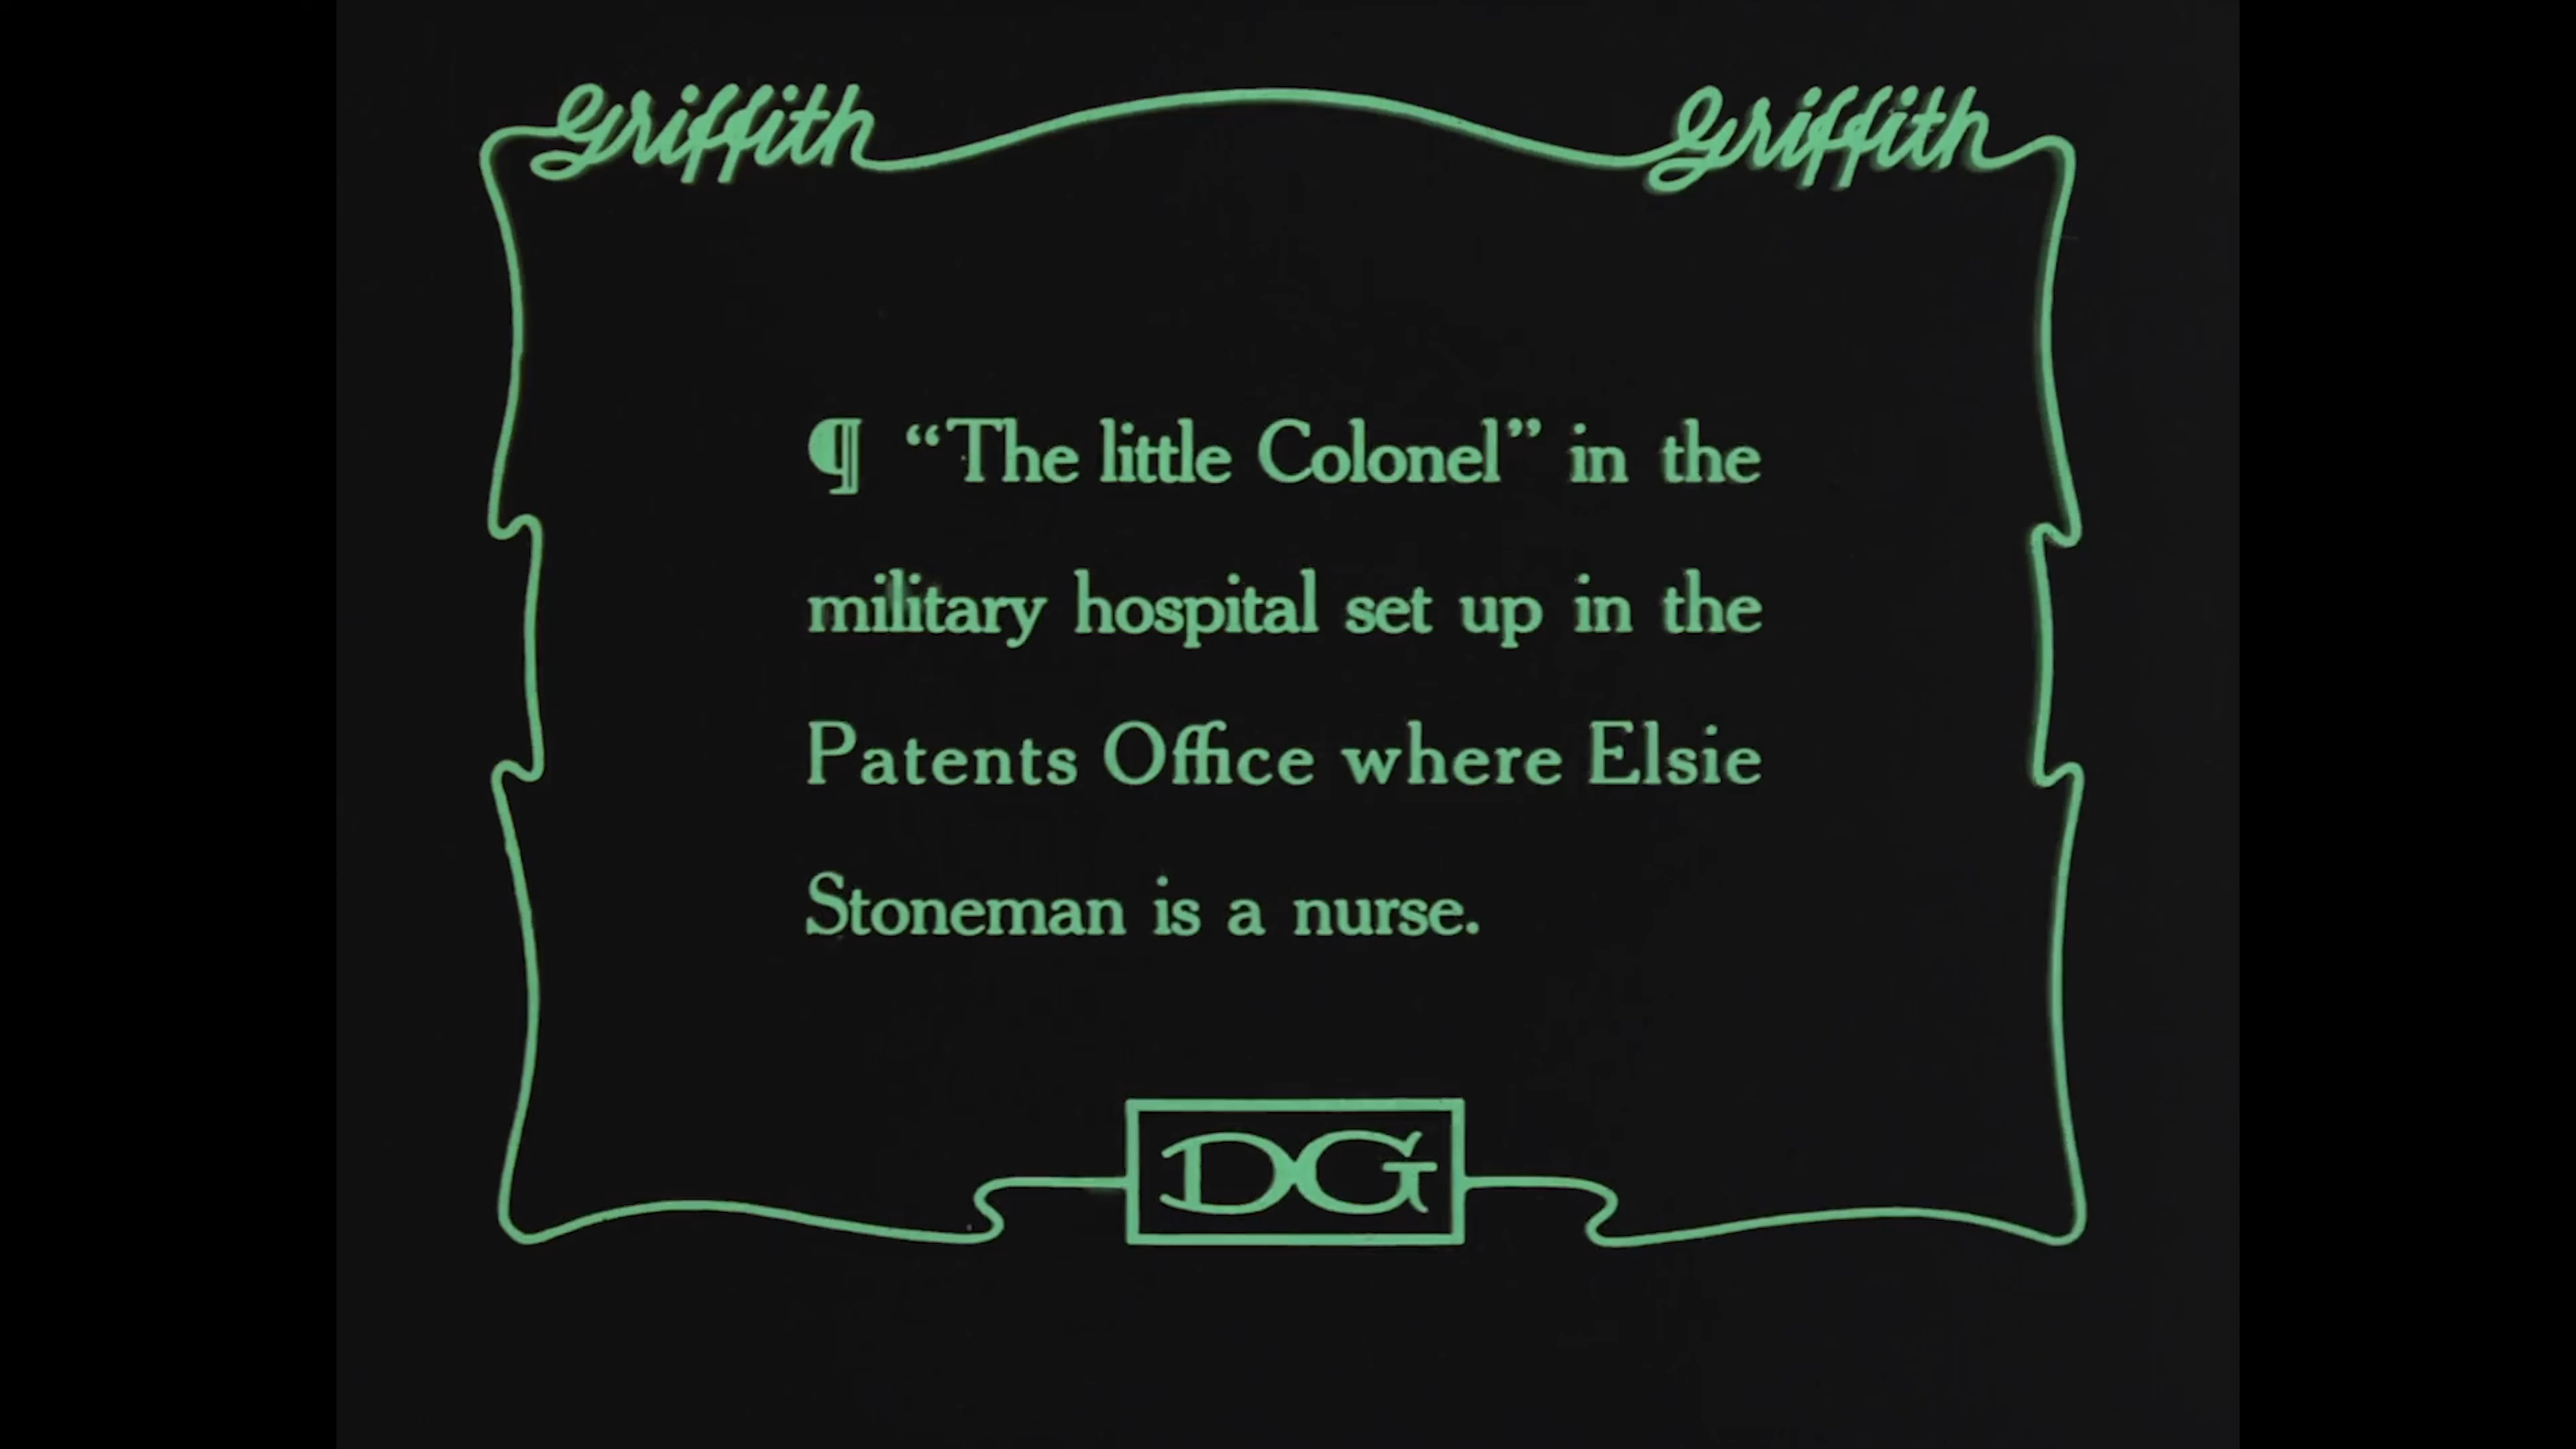 Griffith Griffith
¶ “The little Colonel” in the
military hospital set up in the
Patents Office where Elsie
Stoneman is a nurse.
DG